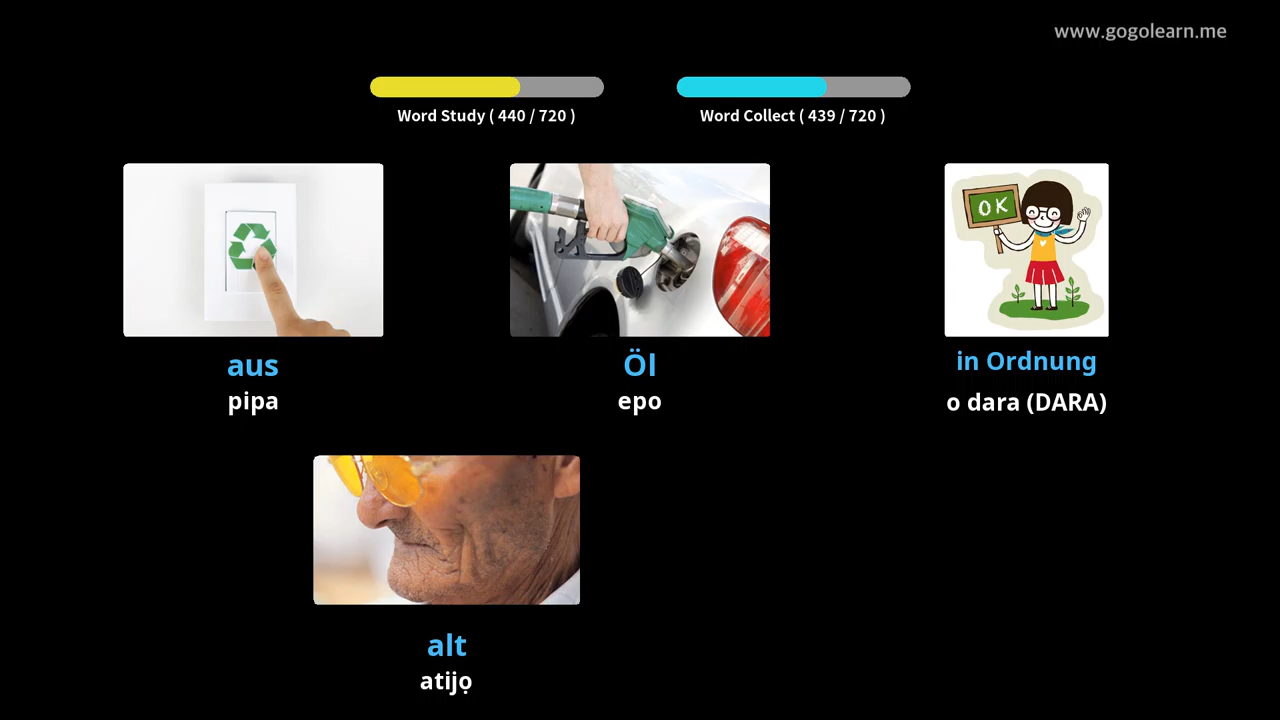 www.gogolearn.me
Word Study ( 440 / 720 )
Word Collect ( 439 / 720 )
OK
aus
pipa
Öl
epo
in Ordnung
o dara (DARA)
alt
atijọ